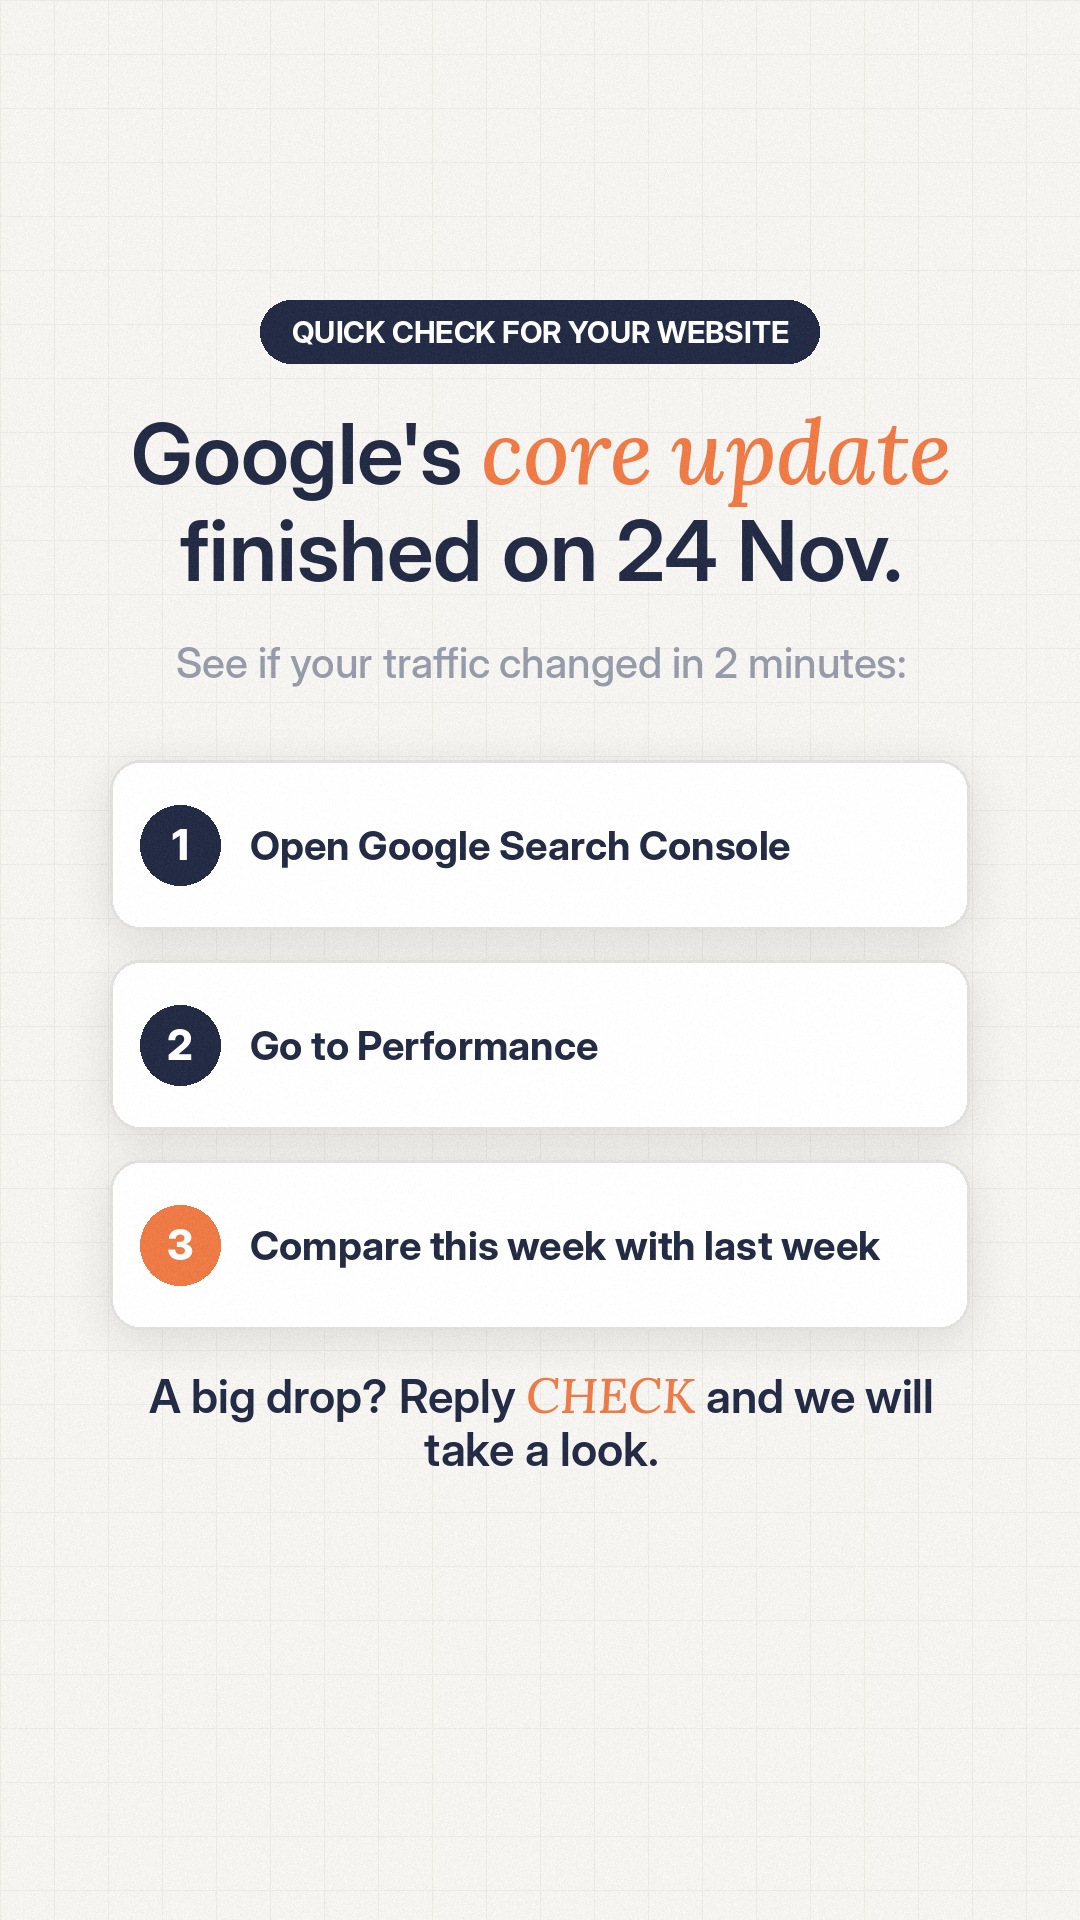 QUICK CHECK FOR YOUR WEBSITE
Google's core update
finished on 24 Nov.
See if your traffic changed in 2 minutes:
1 Open Google Search Console
2 Go to Performance
3 Compare this week with last week
A big drop? Reply CHECK and we will
take a look.